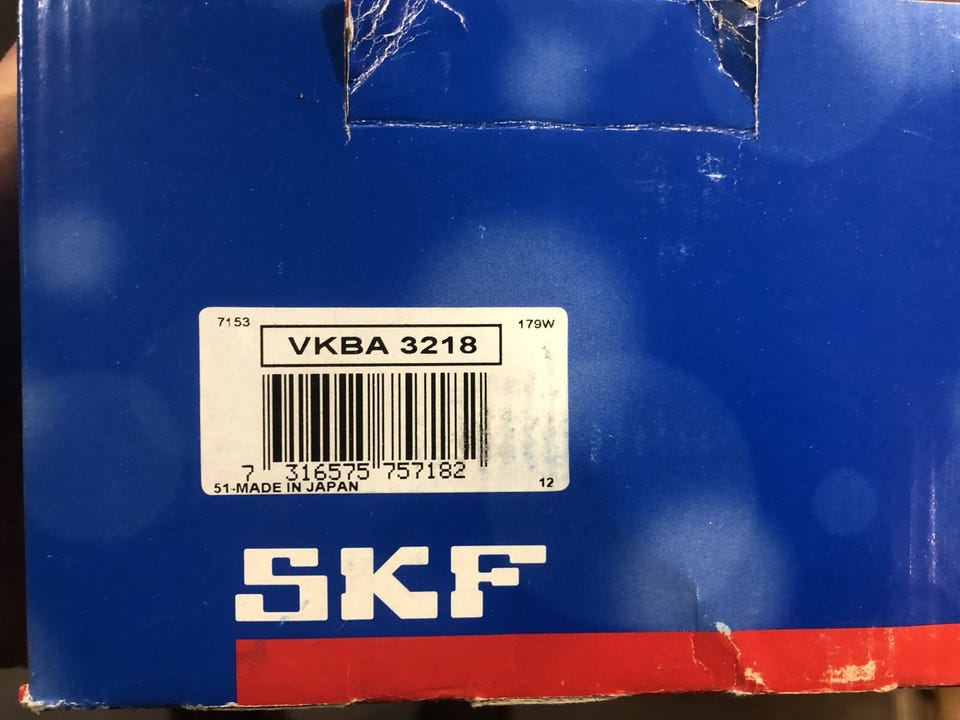 7153
179W
VKBA 3218
7 316575 757182
51-MADE IN JAPAN
12
SKF